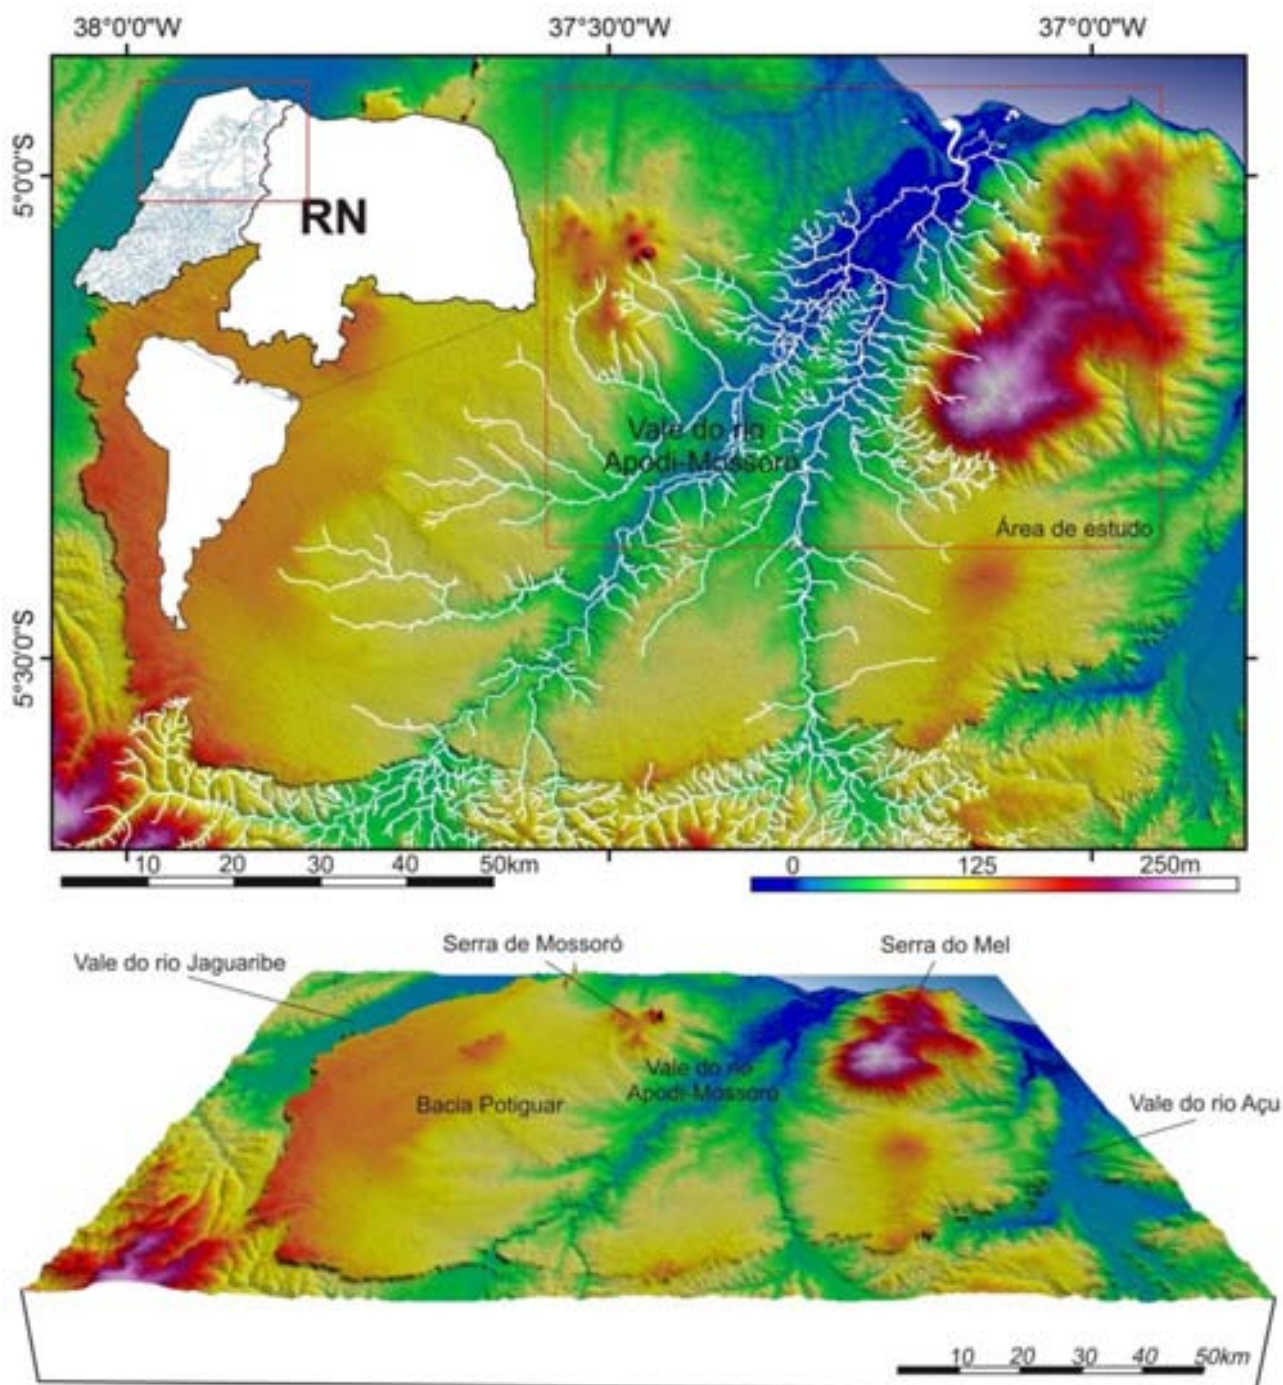 38°0'0"W
37°30'0"W
37°0'0"W
5°0'0"S
RN
Vale do rio
Apodi-Mossoró
Área de estudo
5°30'0"S
10
20
30
40
50km
0
125
250m
Serra de Mossoró
Serra do Mel
Vale do rio Jaguaribe
Vale do rio
Apodi-Mossoró
Bacia Potiguar
Vale do rio Açu
10
20
30
40
50km